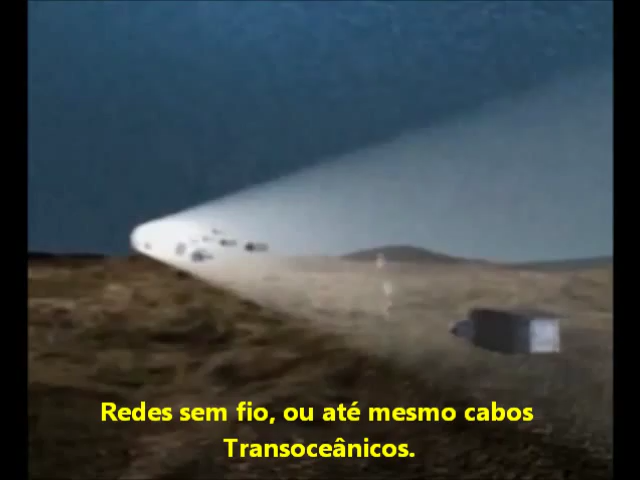 Redes sem fio, ou até mesmo cabos
Transoceânicos.